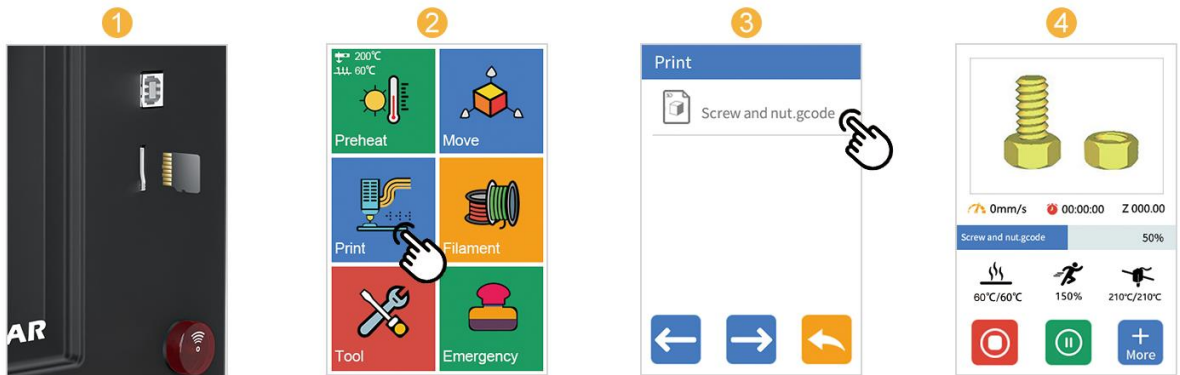 1
AR
2
200℃
60℃
Preheat
Move
Print
Filament
Tool
Emergency
3
Print
Screw and nut.gcode
4
0mm/s 00:00:00 Z 000.00
Screw and nut.gcode 50%
60℃/60℃ 150% 210℃/210℃
More